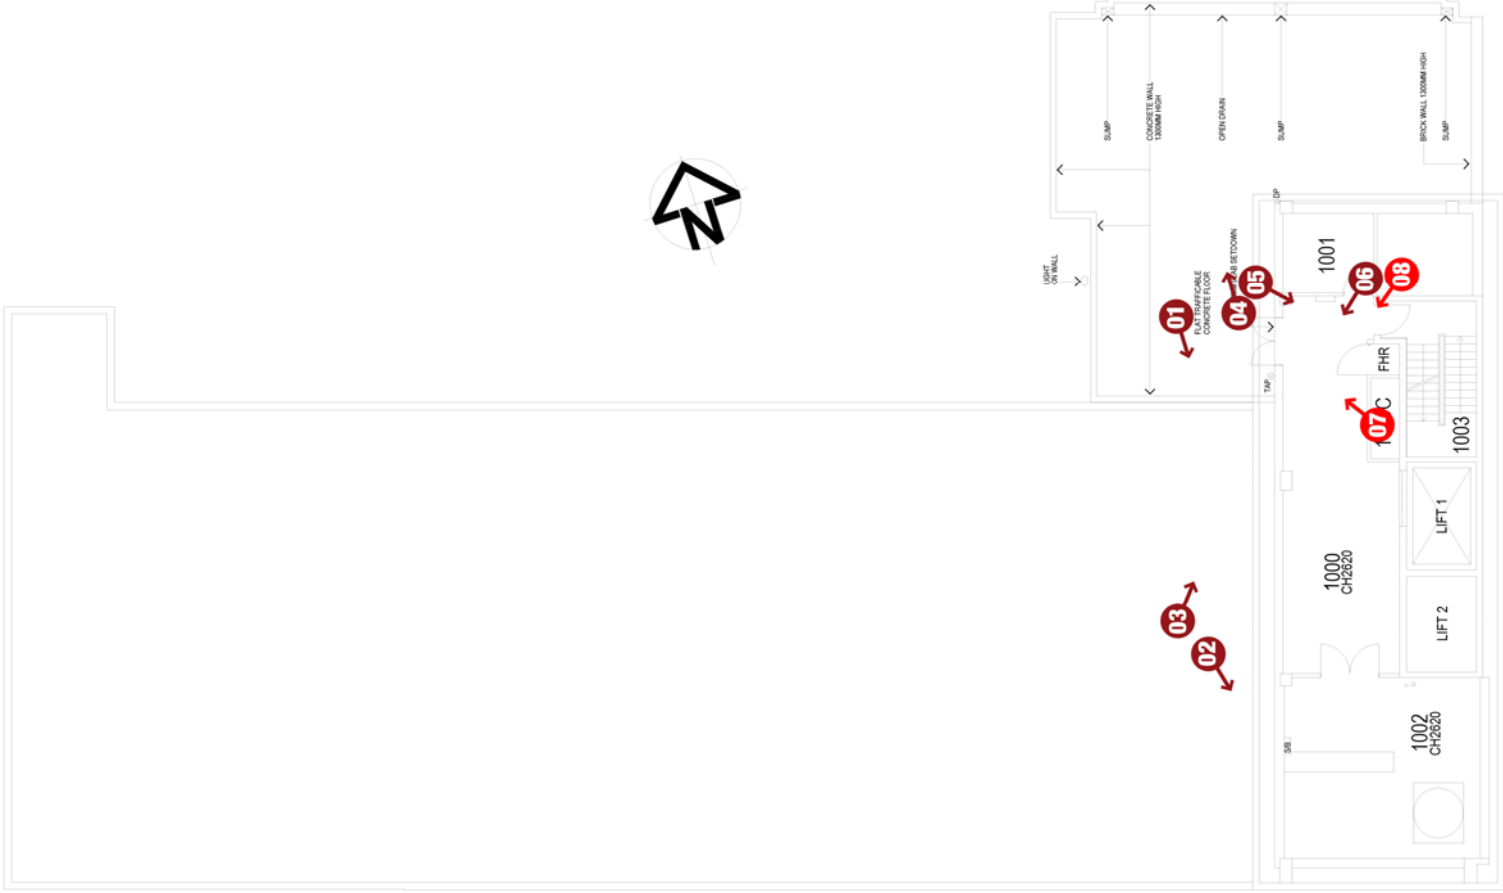 SUMP
CONCRETE WALL
1300MM HIGH
OPEN DRAIN
SUMP
BRICK WALL 1300MM HIGH
SUMP
DP
N
LIGHT
ON WALL
FLAT TRAFFICABLE
CONCRETE FLOOR
SLAB SETDOWN
1001
01
04
05
06
08
TAP
FHR
07
C
1003
LIFT 1
1000
CH2620
LIFT 2
03
02
1002
CH2620
S/B